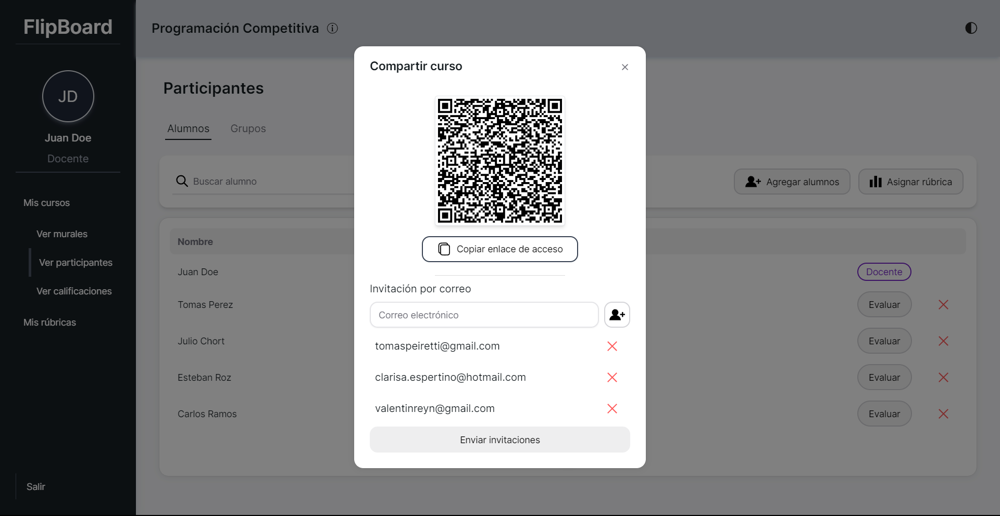 FlipBoard
JD
Juan Doe
Docente
Mis cursos
Ver murales
Ver participantes
Ver calificaciones
Mis rúbricas
Salir
Programación Competitiva
Participantes
Alumnos
Grupos
Buscar alumno
Agregar alumnos
Asignar rúbrica
Nombre
Juan Doe
Docente
Tomas Perez
Evaluar
Julio Chort
Evaluar
Esteban Roz
Evaluar
Carlos Ramos
Evaluar
Compartir curso
Copiar enlace de acceso
Invitación por correo
Correo electrónico
tomaspeiretti@gmail.com
clarisa.espertino@hotmail.com
valentinreyn@gmail.com
Enviar invitaciones